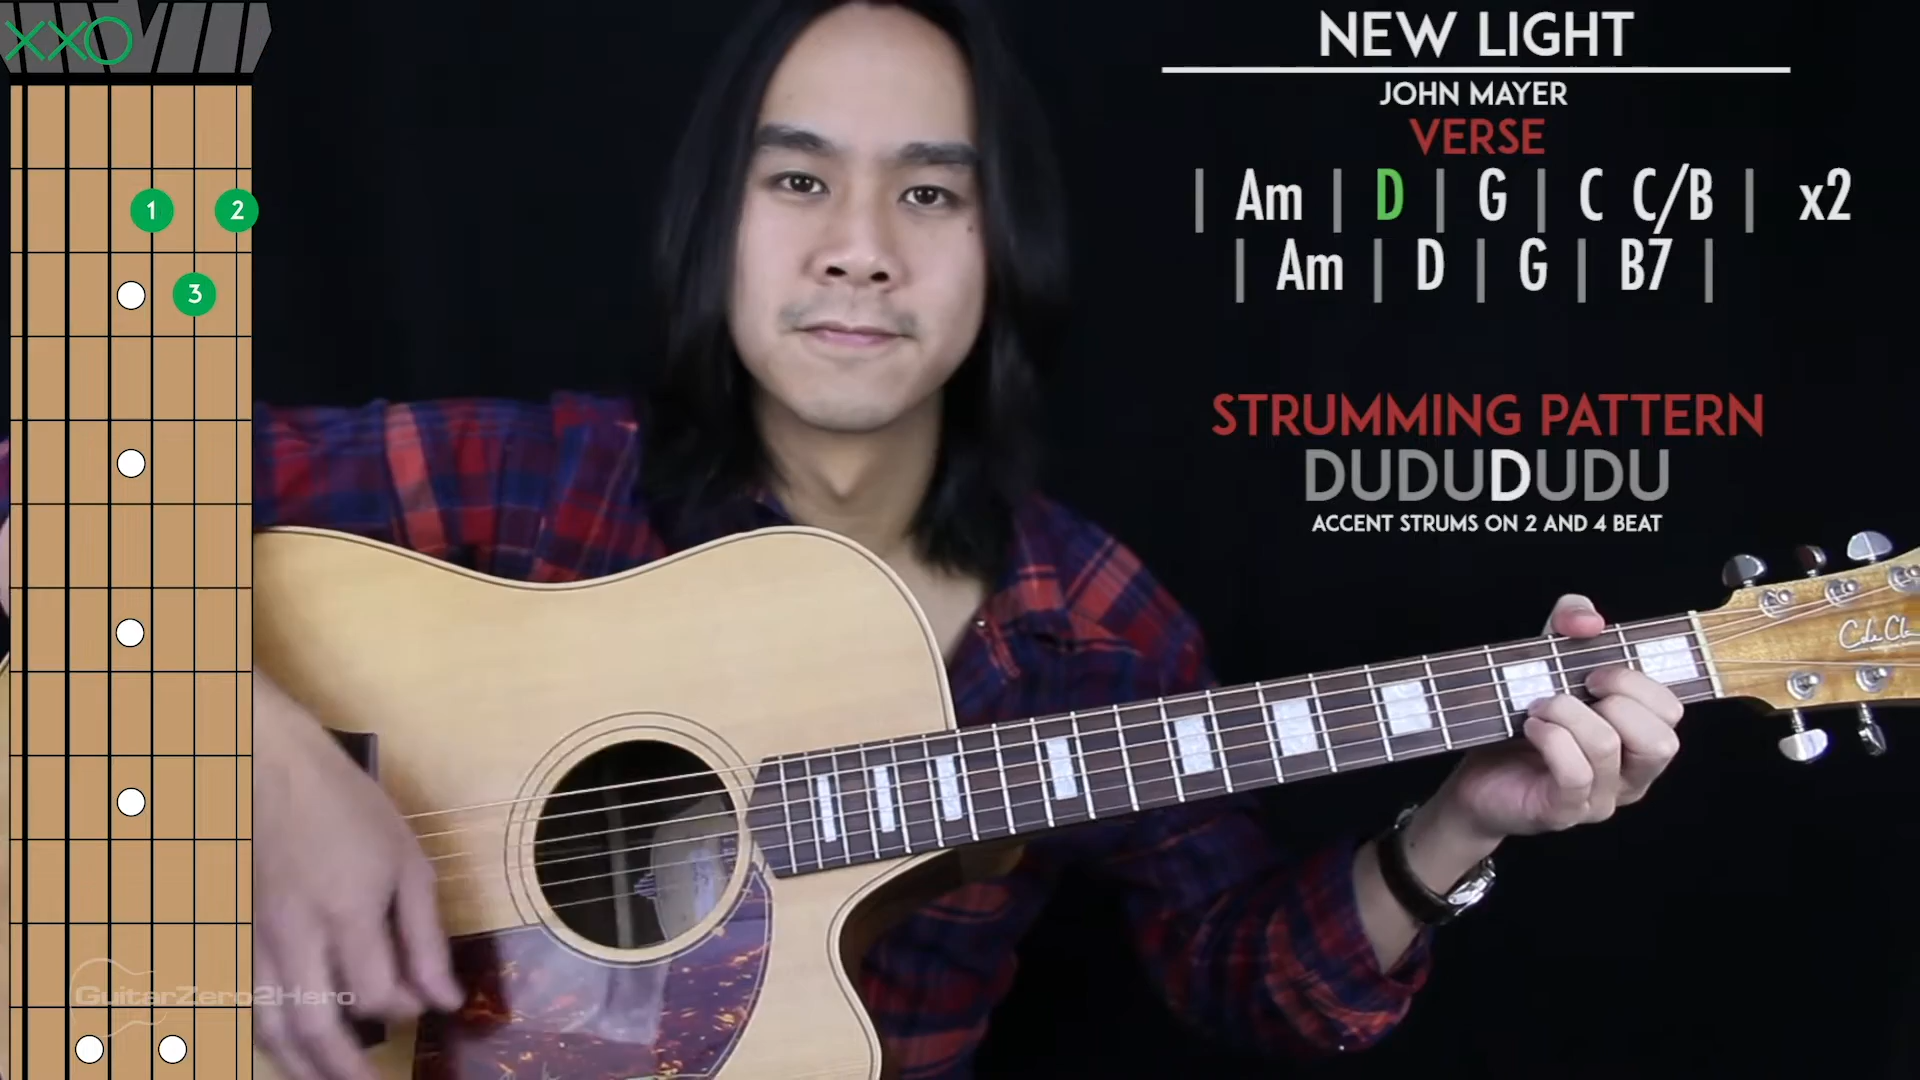 XXO
NEW LIGHT
JOHN MAYER
VERSE
| Am | D | G | C C/B | x2
| Am | D | G | B7 |
STRUMMING PATTERN
DUDUDUDU
ACCENT STRUMS ON 2 AND 4 BEAT
1
2
3
GuitarZero2Hero